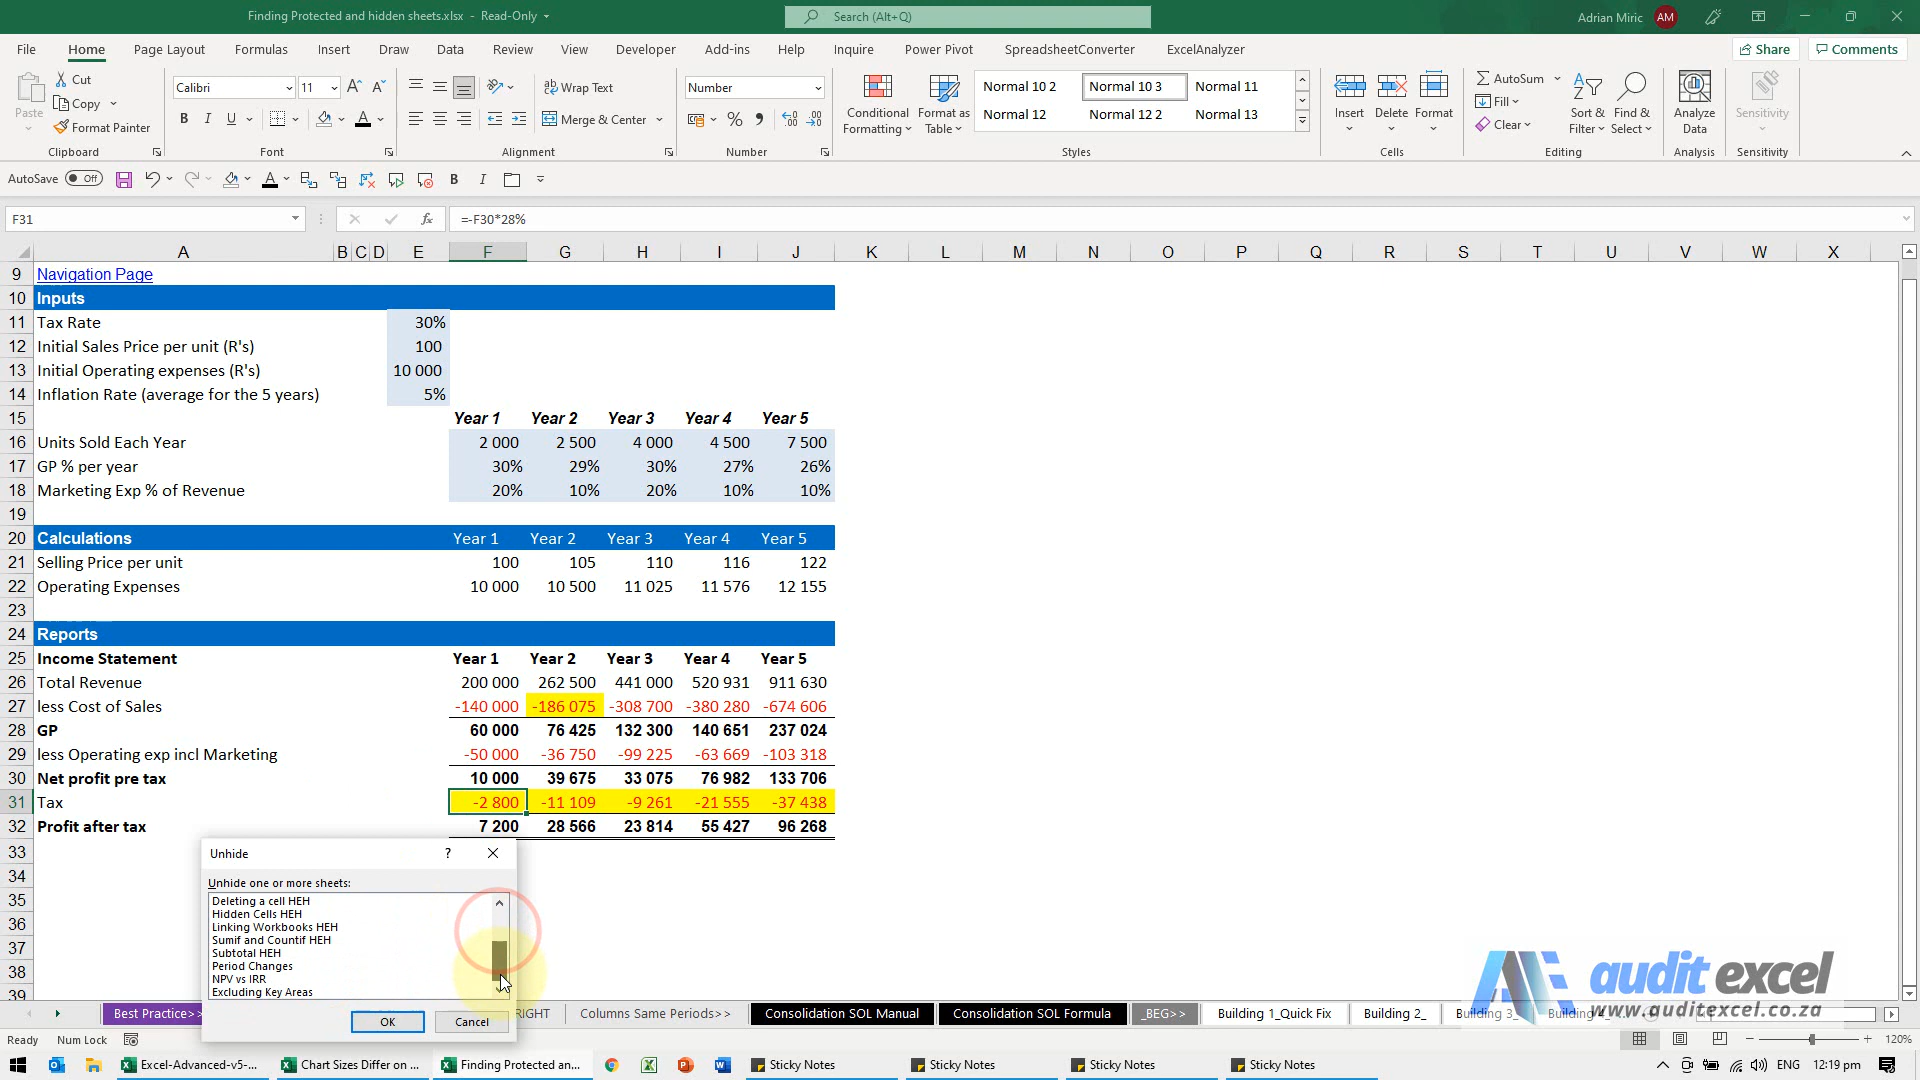 Finding Protected and hidden sheets.xlsx - Read-Only
Search (Alt+Q)
Adrian Miric AM
File Home Page Layout Formulas Insert Draw Data Review View Developer Add-ins Help Inquire Power Pivot SpreadsheetConverter ExcelAnalyzer
Share Comments
Paste
Cut
Copy
Format Painter
Clipboard
Calibri 11
B I U
Font
Wrap Text
Merge & Center
Alignment
Number
Number
Conditional Formatting
Format as Table
Normal 10 2 Normal 10 3 Normal 11
Normal 12 Normal 12 2 Normal 13
Styles
Insert Delete Format
Cells
AutoSum
Fill
Clear
Sort & Filter
Find & Select
Editing
Analyze Data
Analysis
Sensitivity
Sensitivity
AutoSave Off
B I
F31 fx =-F30*28%
A B C D E F G H I J K L M N O P Q R S T U V W X
9 Navigation Page
10 Inputs
11 Tax Rate 30%
12 Initial Sales Price per unit (R's) 100
13 Initial Operating expenses (R's) 10 000
14 Inflation Rate (average for the 5 years) 5%
15 Year 1 Year 2 Year 3 Year 4 Year 5
16 Units Sold Each Year 2 000 2 500 4 000 4 500 7 500
17 GP % per year 30% 29% 30% 27% 26%
18 Marketing Exp % of Revenue 20% 10% 20% 10% 10%
19
20 Calculations Year 1 Year 2 Year 3 Year 4 Year 5
21 Selling Price per unit 100 105 110 116 122
22 Operating Expenses 10 000 10 500 11 025 11 576 12 155
23
24 Reports
25 Income Statement Year 1 Year 2 Year 3 Year 4 Year 5
26 Total Revenue 200 000 262 500 441 000 520 931 911 630
27 less Cost of Sales -140 000 -186 075 -308 700 -380 280 -674 606
28 GP 60 000 76 425 132 300 140 651 237 024
29 less Operating exp incl Marketing -50 000 -36 750 -99 225 -63 669 -103 318
30 Net profit pre tax 10 000 39 675 33 075 76 982 133 706
31 Tax -2 800 -11 109 -9 261 -21 555 -37 438
32 Profit after tax 7 200 28 566 23 814 55 427 96 268
33
34
35
36
37
38
39
Unhide ?
Unhide one or more sheets:
Deleting a cell HEH
Hidden Cells HEH
Linking Workbooks HEH
Sumif and Countif HEH
Subtotal HEH
Period Changes
NPV vs IRR
Excluding Key Areas
OK Cancel
audit excel
www.auditexcel.co.za
Best Practice>> RIGHT Columns Same Periods>> Consolidation SOL Manual Consolidation SOL Formula _BEG>> Building 1_Quick Fix Building 2_ Building 3_
Ready Num Lock 120%
Excel-Advanced-v5-... Chart Sizes Differ on ... Finding Protected an... Sticky Notes Sticky Notes Sticky Notes Sticky Notes ENG 12:19 pm